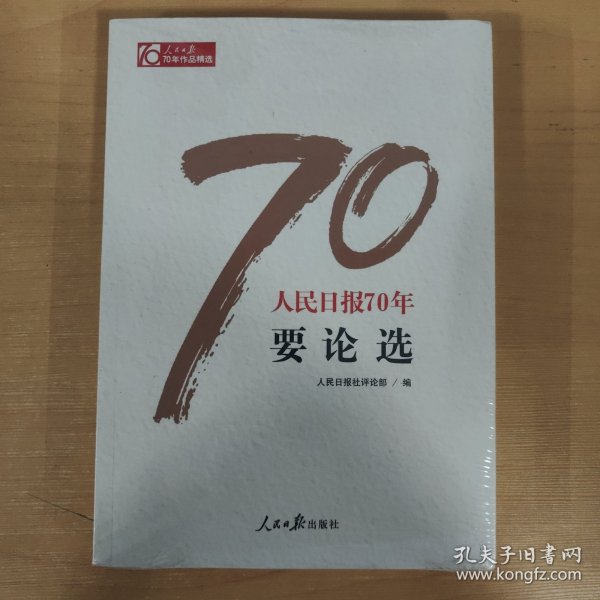 人民日报
70年作品精选
70
人民日报70年
要论选
人民日报社评论部 / 编
人民日报出版社
孔夫子旧书网
www.kongfz.com